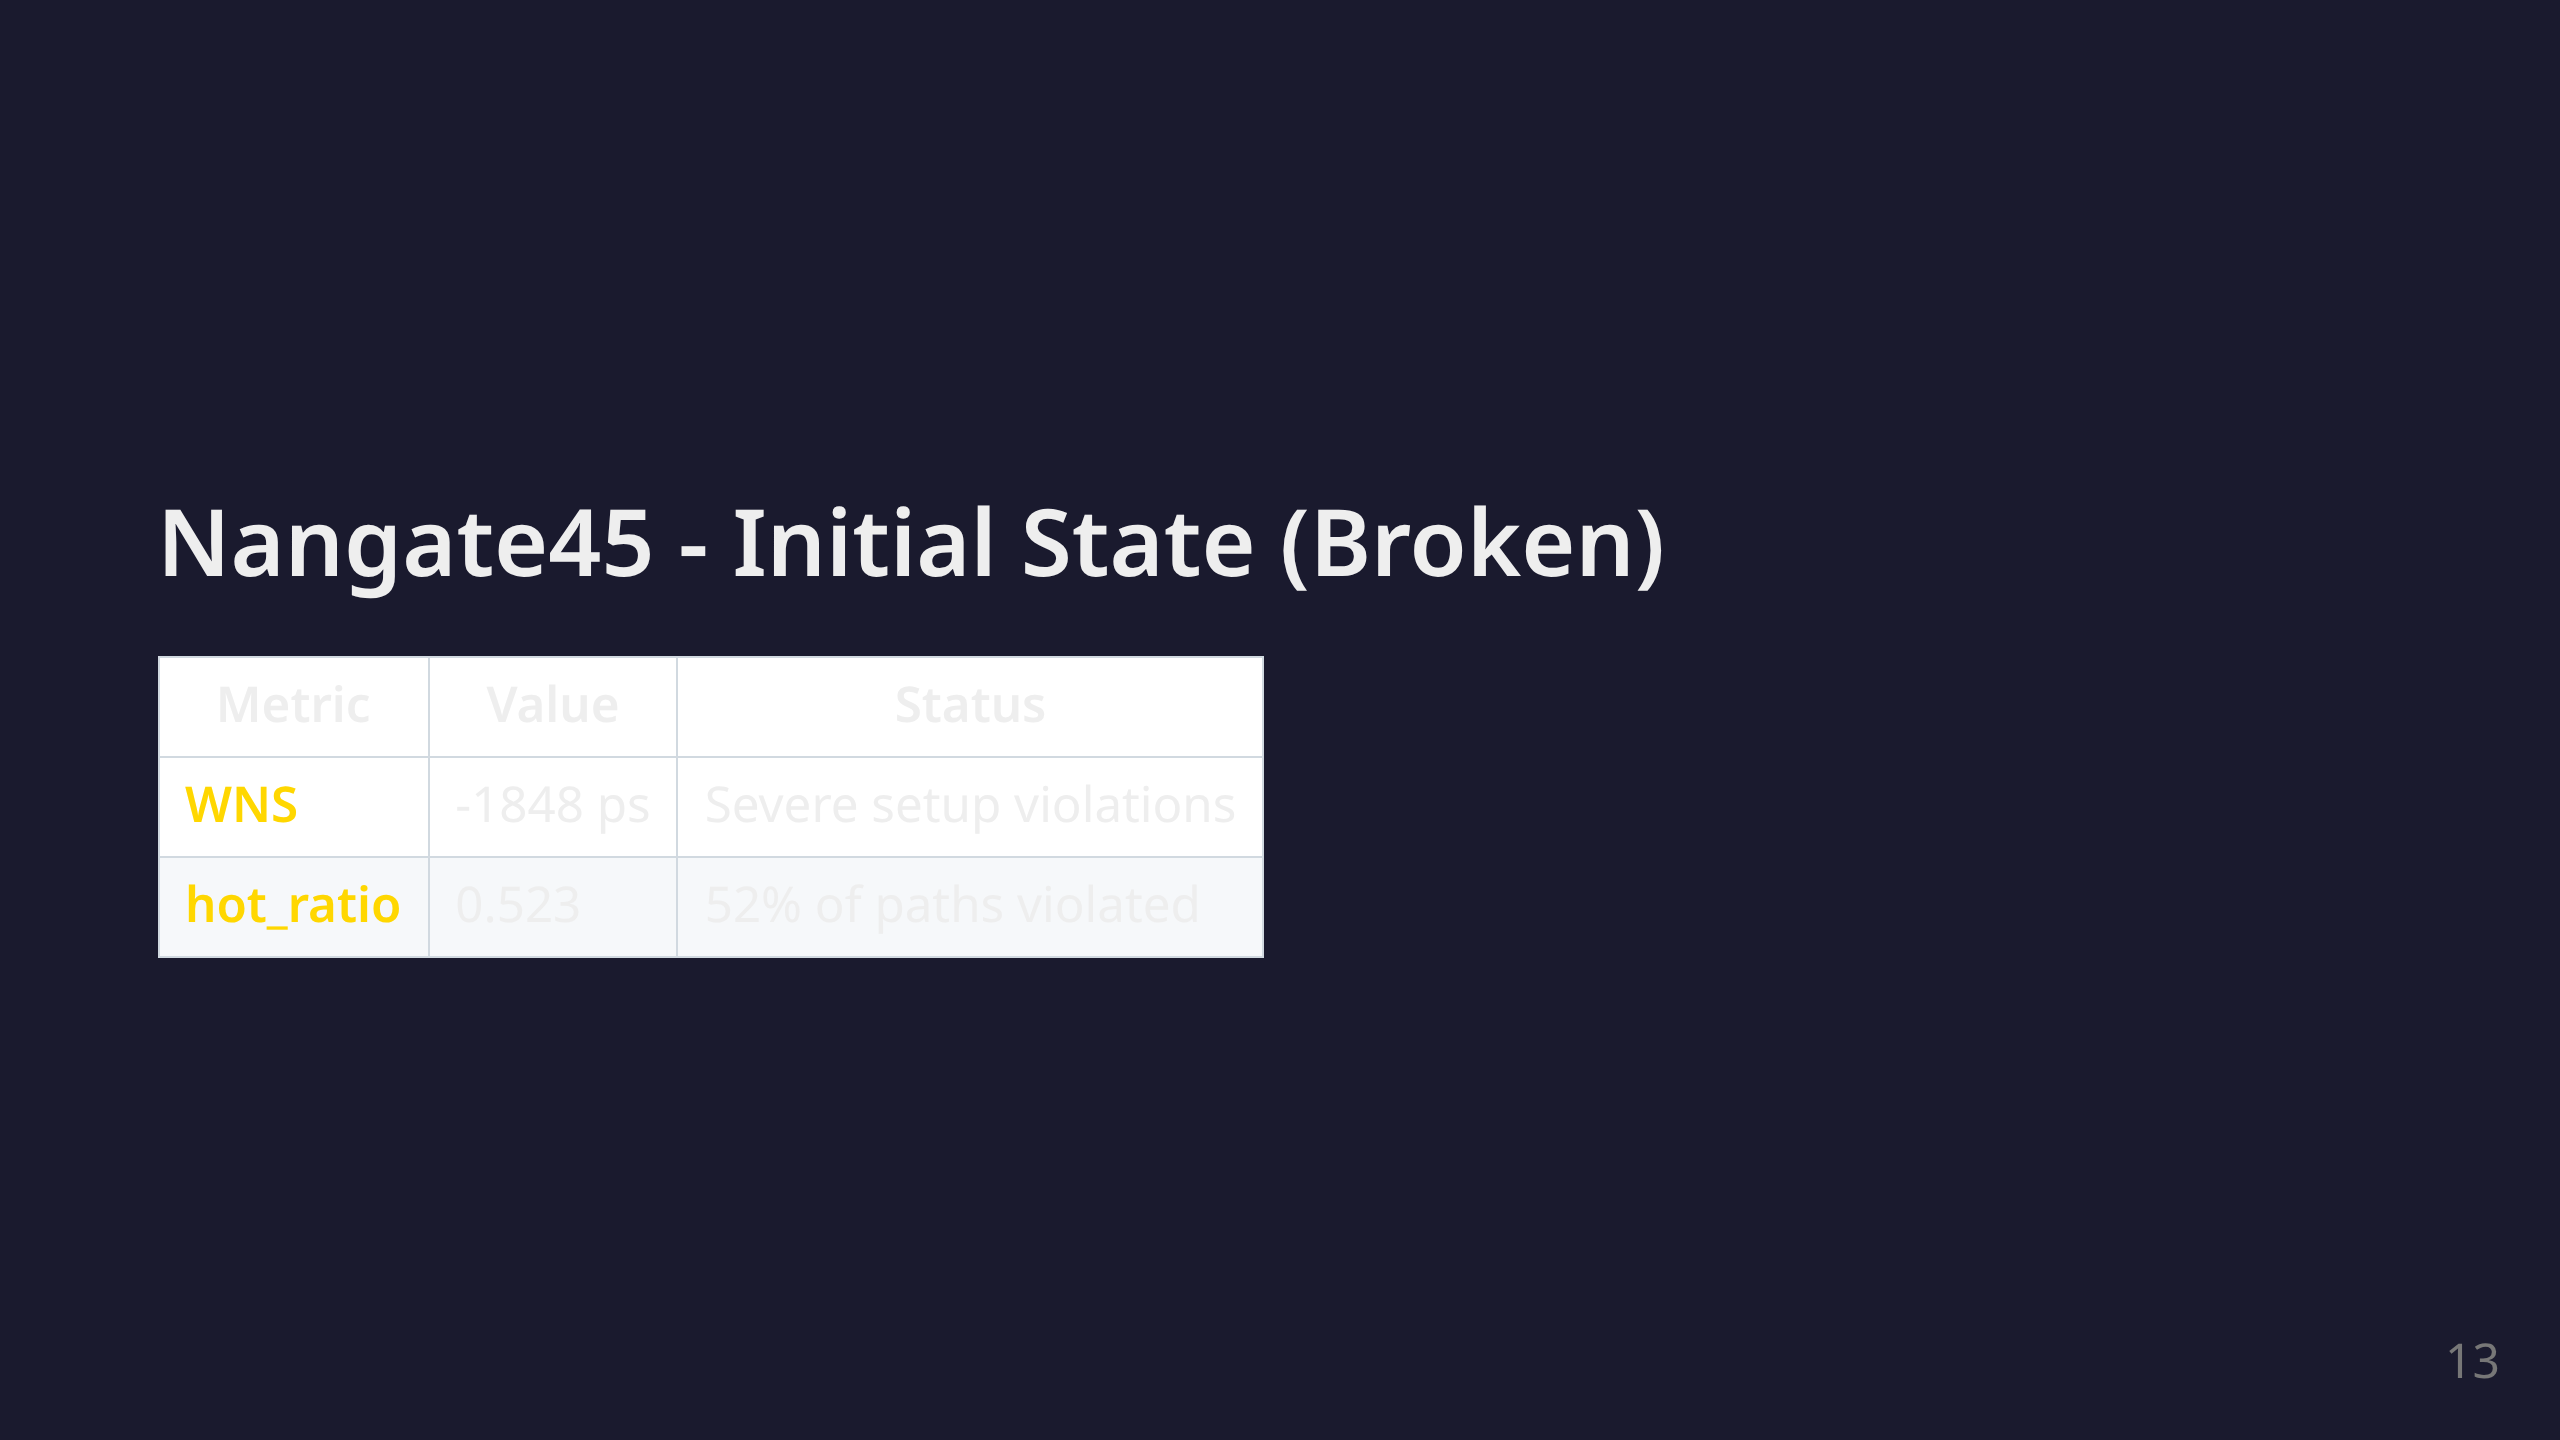 Nangate45 - Initial State (Broken)
Metric Value Status
WNS -1848 ps Severe setup violations
hot_ratio 0.523 52% of paths violated
13